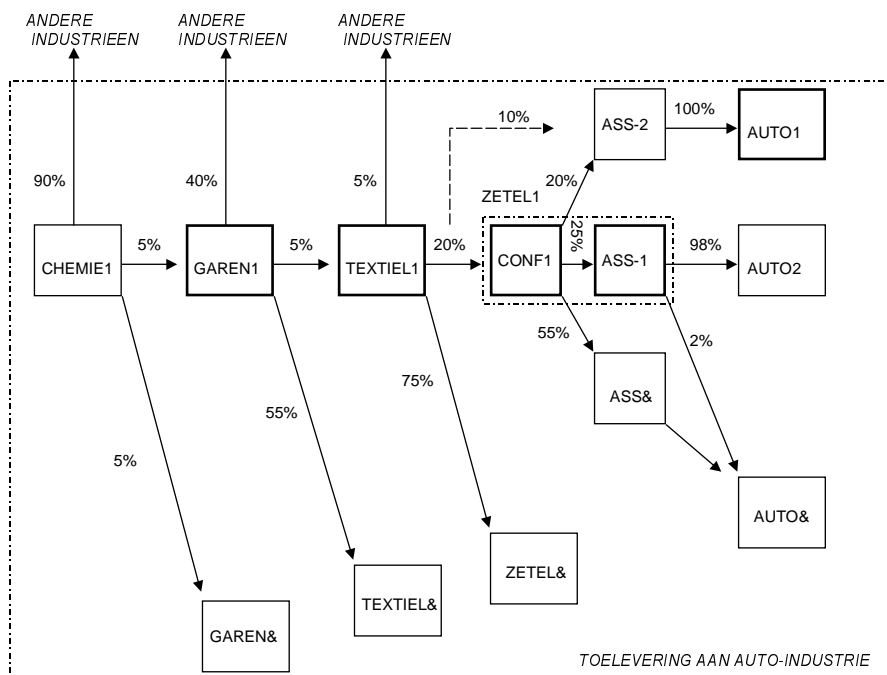 ANDERE
INDUSTRIEEN
ANDERE
INDUSTRIEEN
ANDERE
INDUSTRIEEN
10%
ASS-2
100%
AUTO1
90%
40%
5%
ZETEL1
20%
25%
CHEMIE1
5%
GAREN1
5%
TEXTIEL1
20%
CONF1
ASS-1
98%
AUTO2
55%
2%
75%
ASS&
55%
5%
AUTO&
ZETEL&
TEXTIEL&
GAREN&
TOELEVERING AAN AUTO-INDUSTRIE